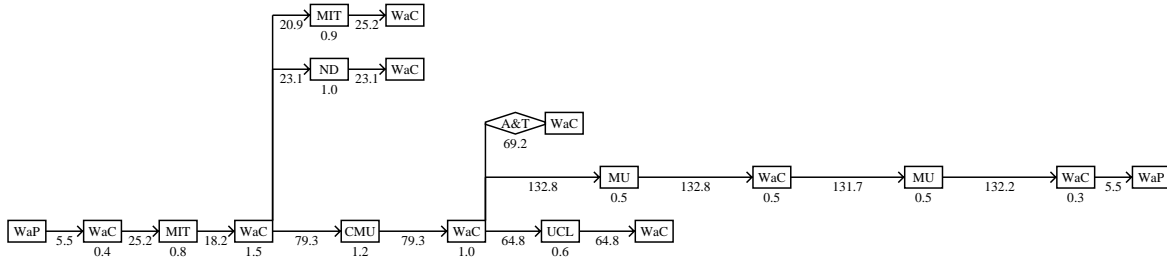 MIT WaC
20.9 25.2
0.9
ND WaC
23.1 23.1
1.0
A&T WaC
69.2
MU WaC MU WaC WaP
132.8 132.8 131.7 132.2 5.5
0.5 0.5 0.5 0.3
WaP WaC MIT WaC CMU WaC UCL WaC
5.5 25.2 18.2 79.3 79.3 64.8 64.8
0.4 0.8 1.5 1.2 1.0 0.6